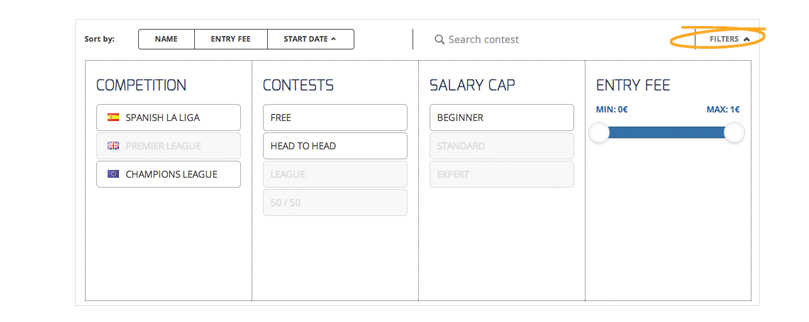 Sort by: NAME ENTRY FEE START DATE Search contest FILTERS
COMPETITION
SPANISH LA LIGA
PREMIER LEAGUE
CHAMPIONS LEAGUE
CONTESTS
FREE
HEAD TO HEAD
LEAGUE
50 / 50
SALARY CAP
BEGINNER
STANDARD
EXPERT
ENTRY FEE
MIN: 0€ MAX: 1€